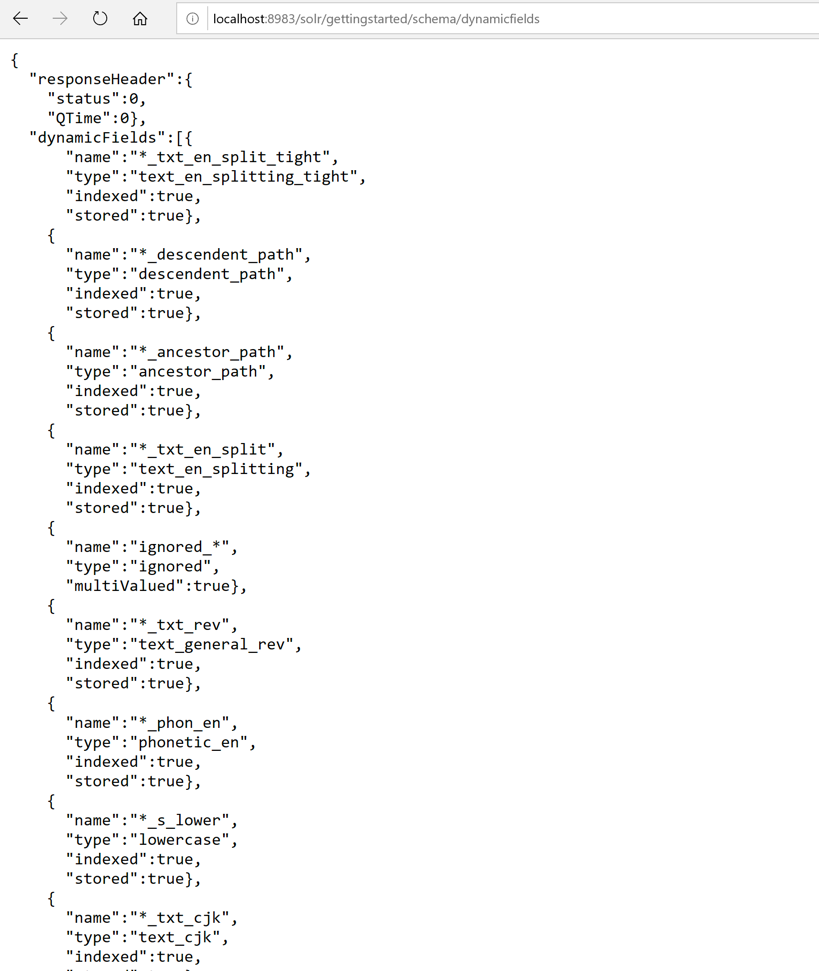 localhost:8983/solr/gettingstarted/schema/dynamicfields
{
  "responseHeader":{
    "status":0,
    "QTime":0},
  "dynamicFields":[{
      "name":"*_txt_en_split_tight",
      "type":"text_en_splitting_tight",
      "indexed":true,
      "stored":true},
    {
      "name":"*_descendent_path",
      "type":"descendent_path",
      "indexed":true,
      "stored":true},
    {
      "name":"*_ancestor_path",
      "type":"ancestor_path",
      "indexed":true,
      "stored":true},
    {
      "name":"*_txt_en_split",
      "type":"text_en_splitting",
      "indexed":true,
      "stored":true},
    {
      "name":"ignored_*",
      "type":"ignored",
      "multiValued":true},
    {
      "name":"*_txt_rev",
      "type":"text_general_rev",
      "indexed":true,
      "stored":true},
    {
      "name":"*_phon_en",
      "type":"phonetic_en",
      "indexed":true,
      "stored":true},
    {
      "name":"*_s_lower",
      "type":"lowercase",
      "indexed":true,
      "stored":true},
    {
      "name":"*_txt_cjk",
      "type":"text_cjk",
      "indexed":true,